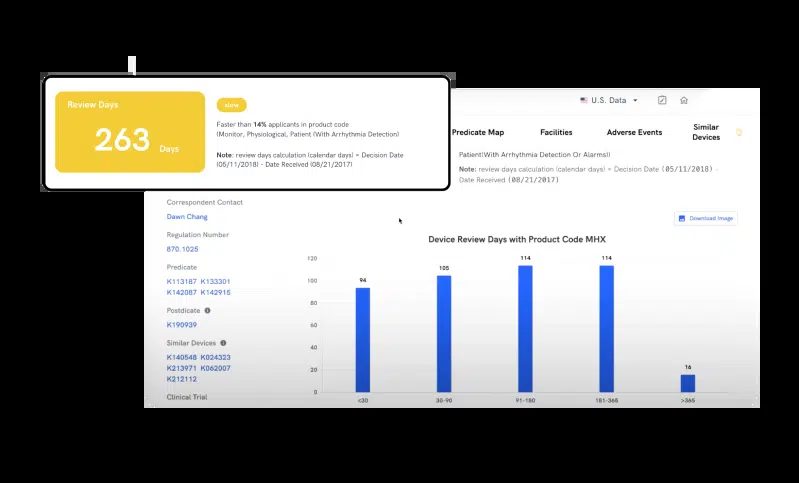 Review Days
263 Days
slow
Faster than 14% applicants in product code
(Monitor, Physiological, Patient (With Arrhythmia Detection)
Note: review days calculation (calendar days) = Decision Date
(05/11/2018) - Date Received (08/21/2017)
U.S. Data
Predicate Map
Facilities
Adverse Events
Similar
Devices
Patient(With Arrhythmia Detection Or Alarms))
Note: review days calculation (calendar days) = Decision Date (05/11/2018) -
Date Received (08/21/2017)
Correspondent Contact
Dawn Chang
Regulation Number
870.1025
Predicate
K113187 K133301
K142087 K142915
Postdicate
K190939
Similar Devices
K140548 K024323
K213971 K062007
K212112
Clinical Trial
Download Image
Device Review Days with Product Code MHX
120
100
80
60
40
20
0
94
105
114
114
16
<30
30-90
91-180
181-365
>365